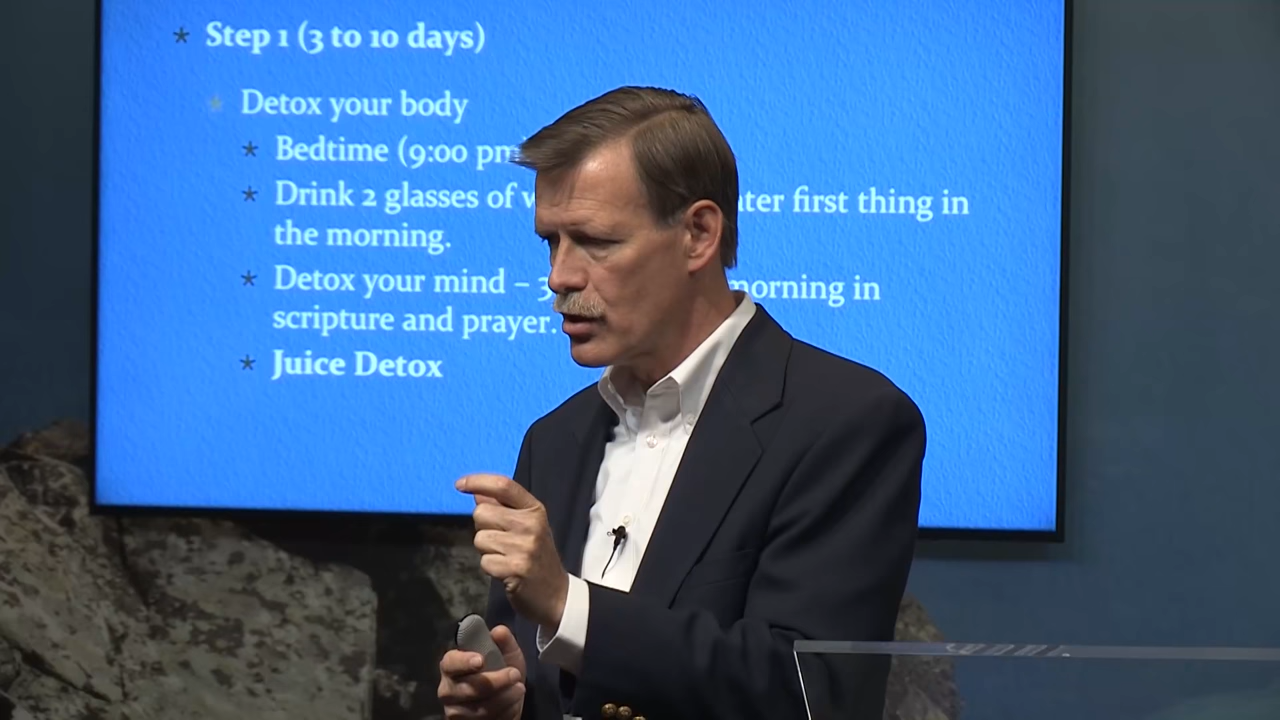 * Step 1 (3 to 10 days)
* Detox your body
* Bedtime (9:00 pm
* Drink 2 glasses of first thing in
the morning.
* Detox your mind – morning in
scripture and prayer.
* Juice Detox